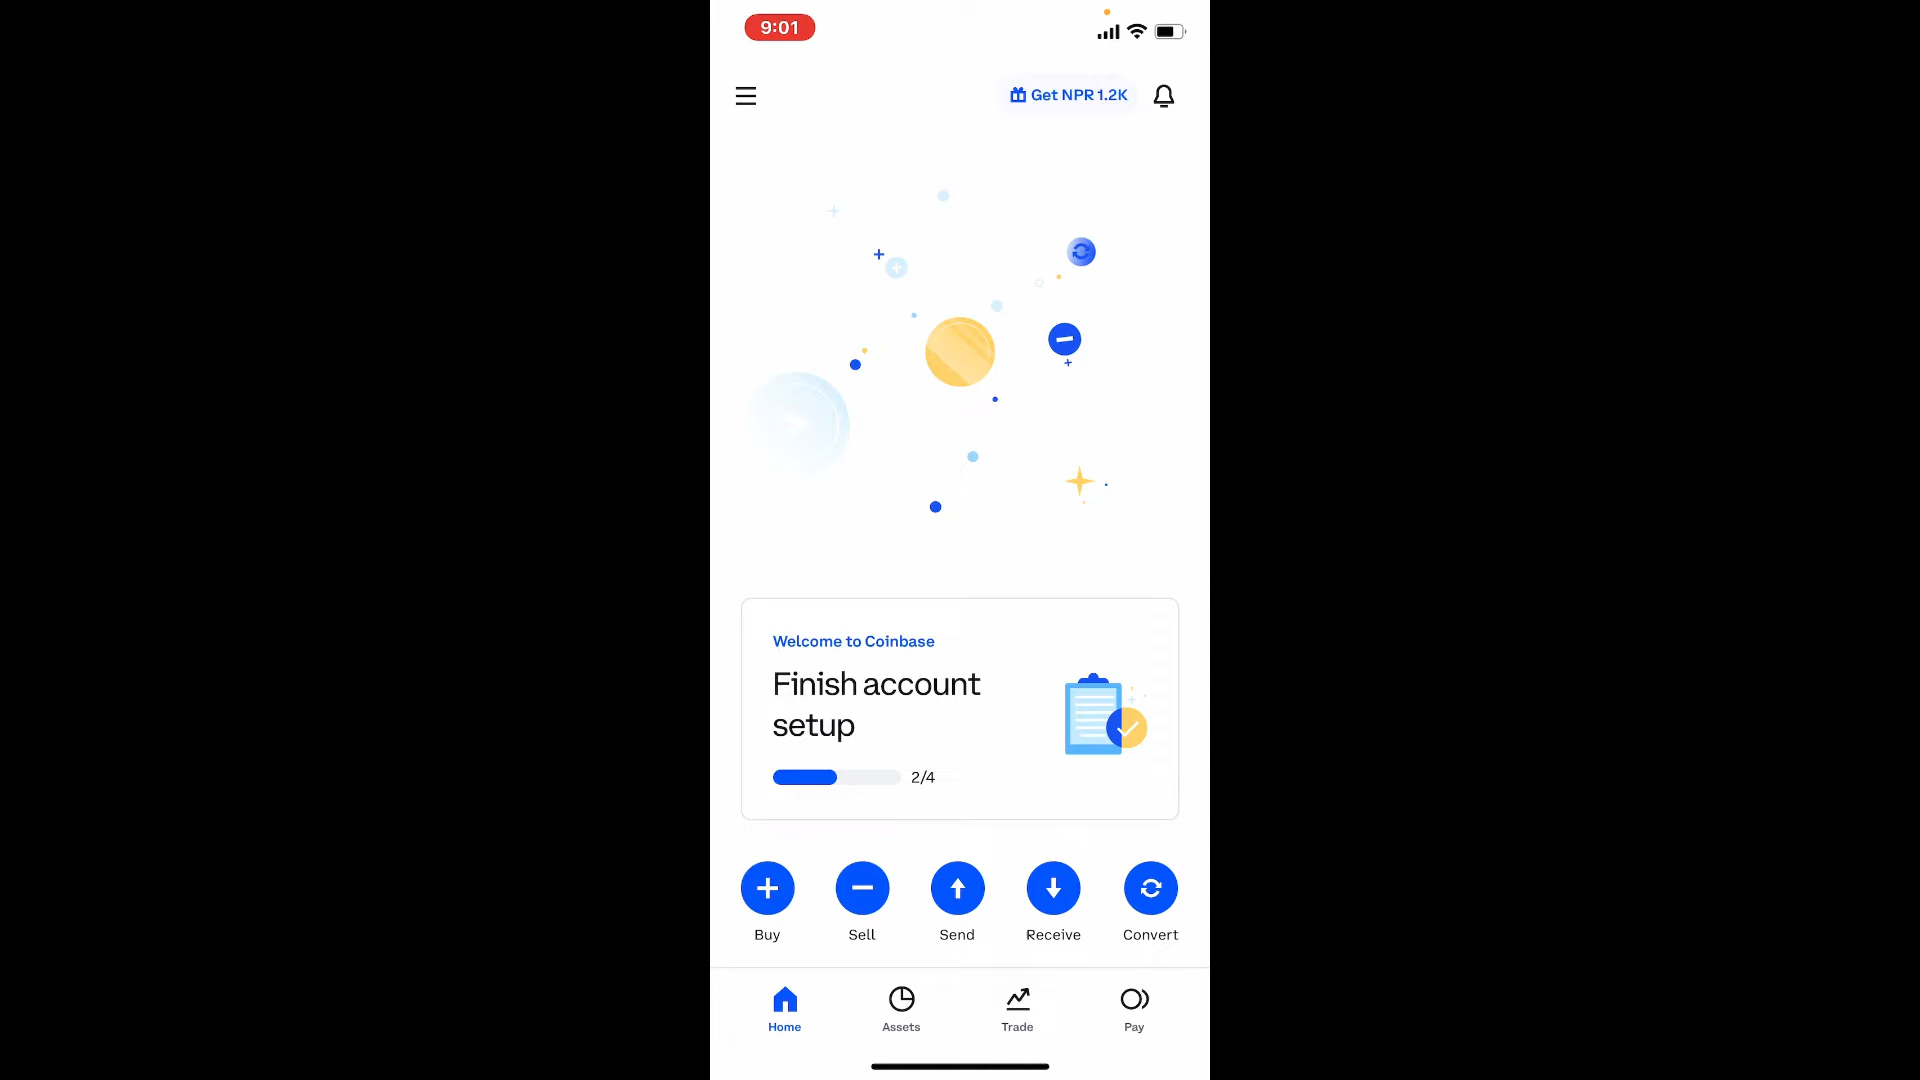 9:01
Get NPR 1.2K
Welcome to Coinbase
Finish account
setup
2/4
Buy
Sell
Send
Receive
Convert
Home
Assets
Trade
Pay